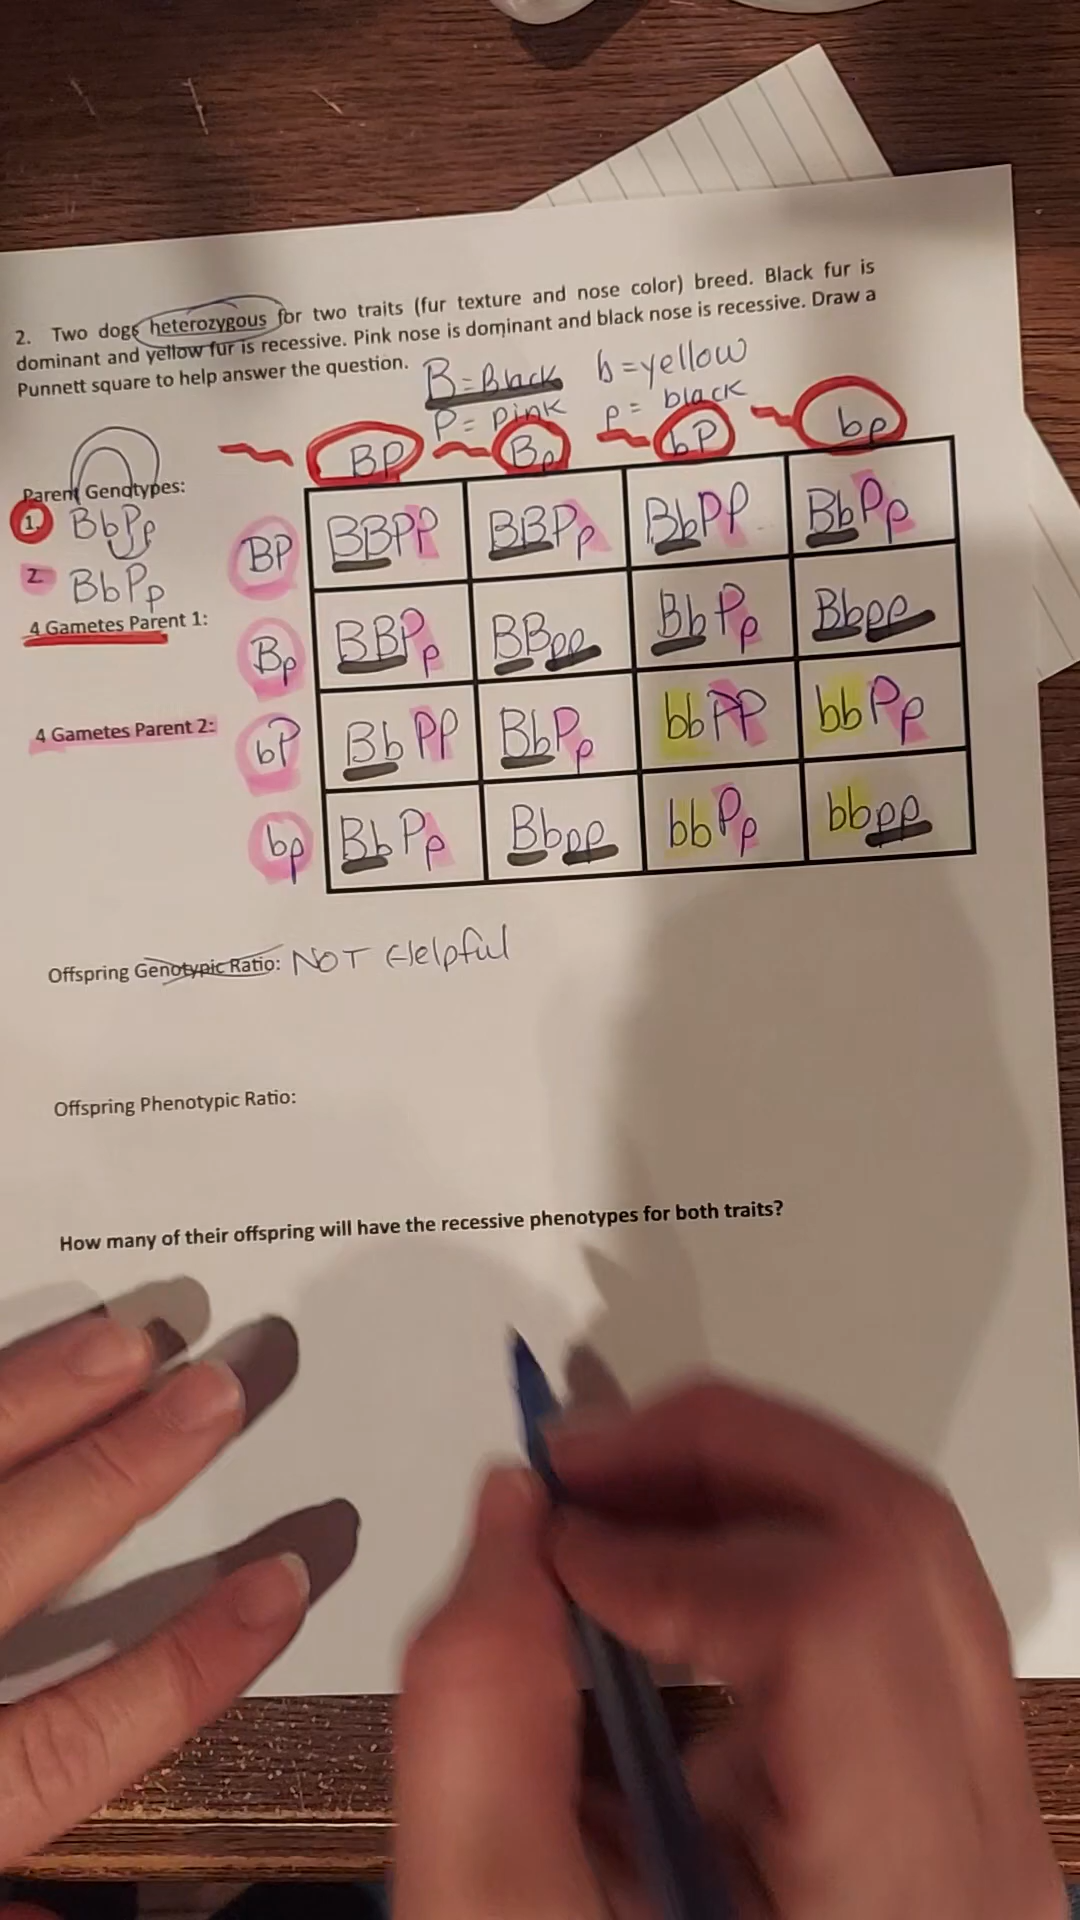 2. Two dogs heterozygous for two traits (fur texture and nose color) breed. Black fur is
dominant and yellow fur is recessive. Pink nose is dominant and black nose is recessive. Draw a
Punnett square to help answer the question.
B=Black b=yellow
P= pink p= black
BP Bp bP bp
Parent Genotypes:
1. BbPp
2. BbPp
4 Gametes Parent 1:
4 Gametes Parent 2:
BP BBPP BBPp BbPP BbPp
Bp BBPp BBpp BbPp Bbpp
bP BbPP BbPp bbPP bbPp
bp BbPp Bbpp bbPp bbpp
Offspring Genotypic Ratio: NOT Helpful
Offspring Phenotypic Ratio:
How many of their offspring will have the recessive phenotypes for both traits?